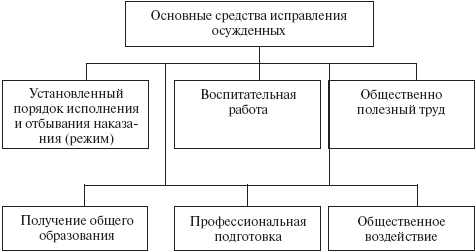 Основные средства исправления
осужденных
Установленный
порядок исполнения
и отбывания наказа-
ния (режим)
Воспитательная
работа
Общественно
полезный труд
Получение общего
образования
Профессиональная
подготовка
Общественное
воздействие